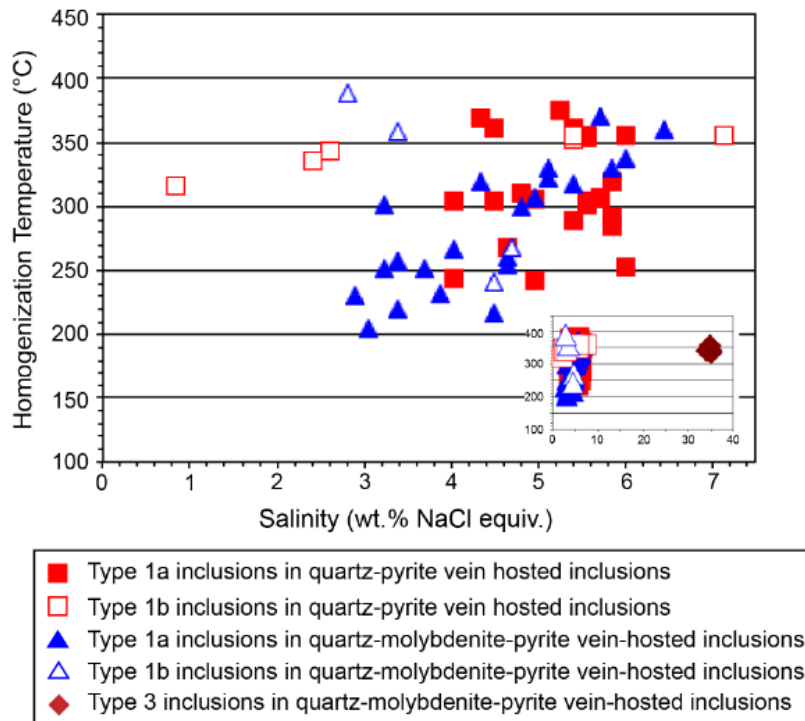 Homogenization Temperature (°C)
450
400
350
300
250
200
150
100
0 1 2 3 4 5 6 7
Salinity (wt.% NaCl equiv.)
400
300
200
100
0 10 20 30 40
Type 1a inclusions in quartz-pyrite vein hosted inclusions
Type 1b inclusions in quartz-pyrite vein hosted inclusions
Type 1a inclusions in quartz-molybdenite-pyrite vein-hosted inclusions
Type 1b inclusions in quartz-molybdenite-pyrite vein-hosted inclusions
Type 3 inclusions in quartz-molybdenite-pyrite vein-hosted inclusions